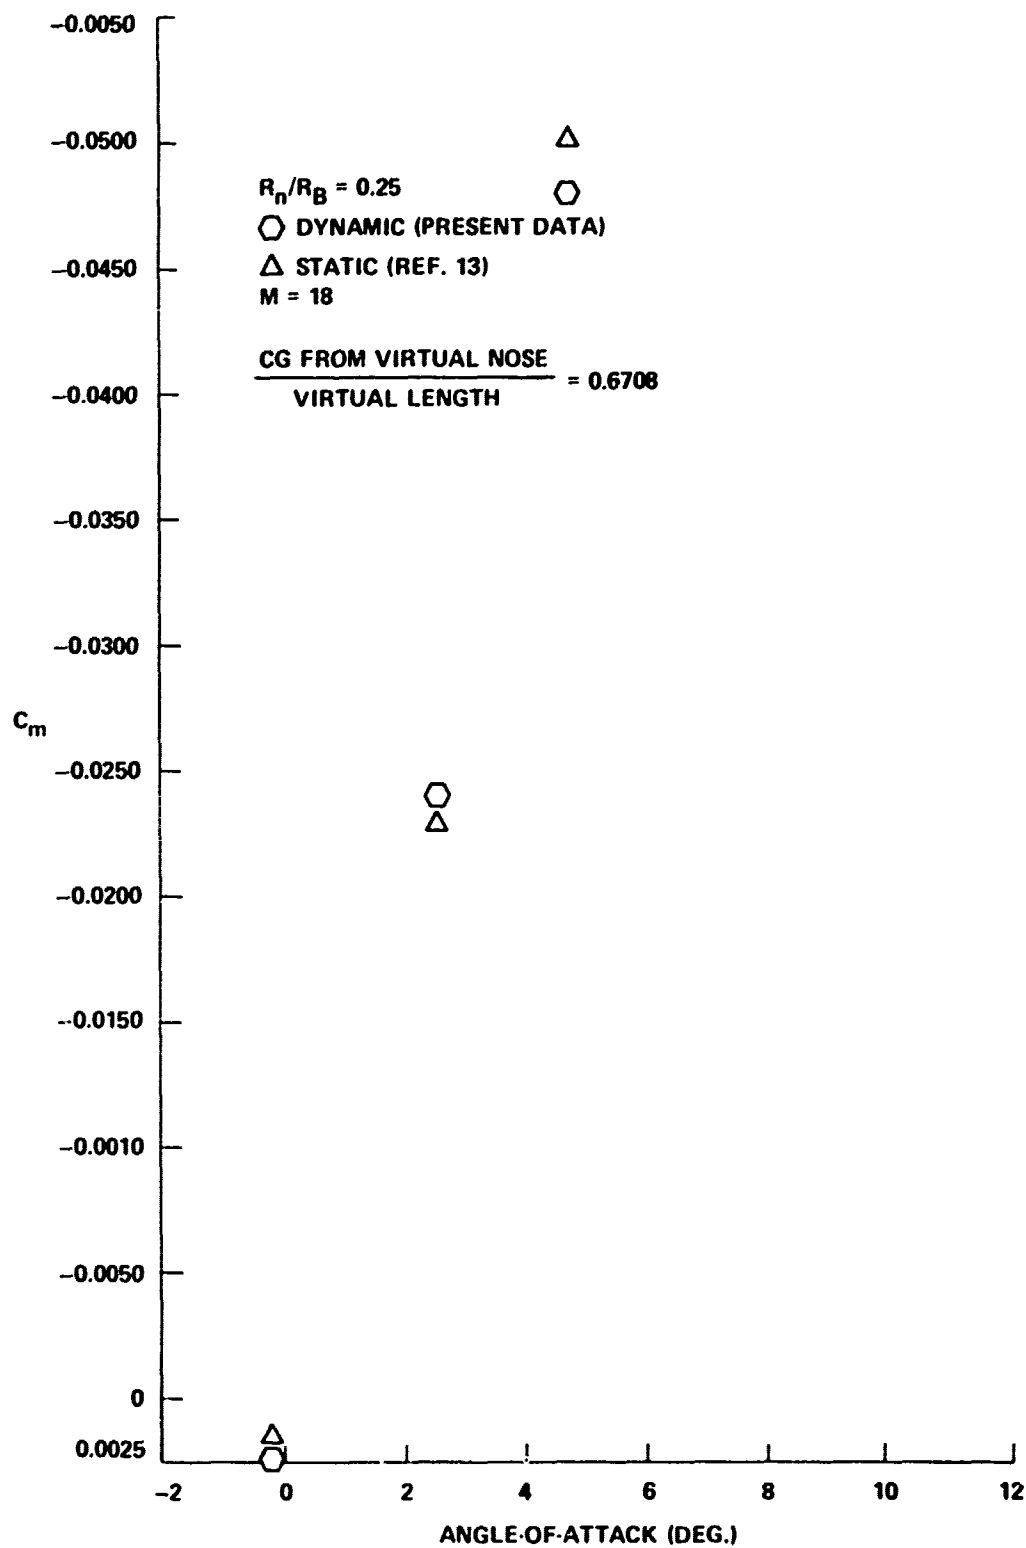 -0.0050
-0.0500
R_n/R_B = 0.25
DYNAMIC (PRESENT DATA)
-0.0450
STATIC (REF. 13)
M = 18
CG FROM VIRTUAL NOSE
VIRTUAL LENGTH
= 0.6708
-0.0400
-0.0350
-0.0300
C_m
-0.0250
-0.0200
-0.0150
-0.0010
-0.0050
0
0.0025
-2 0 2 4 6 8 10 12
ANGLE-OF-ATTACK (DEG.)